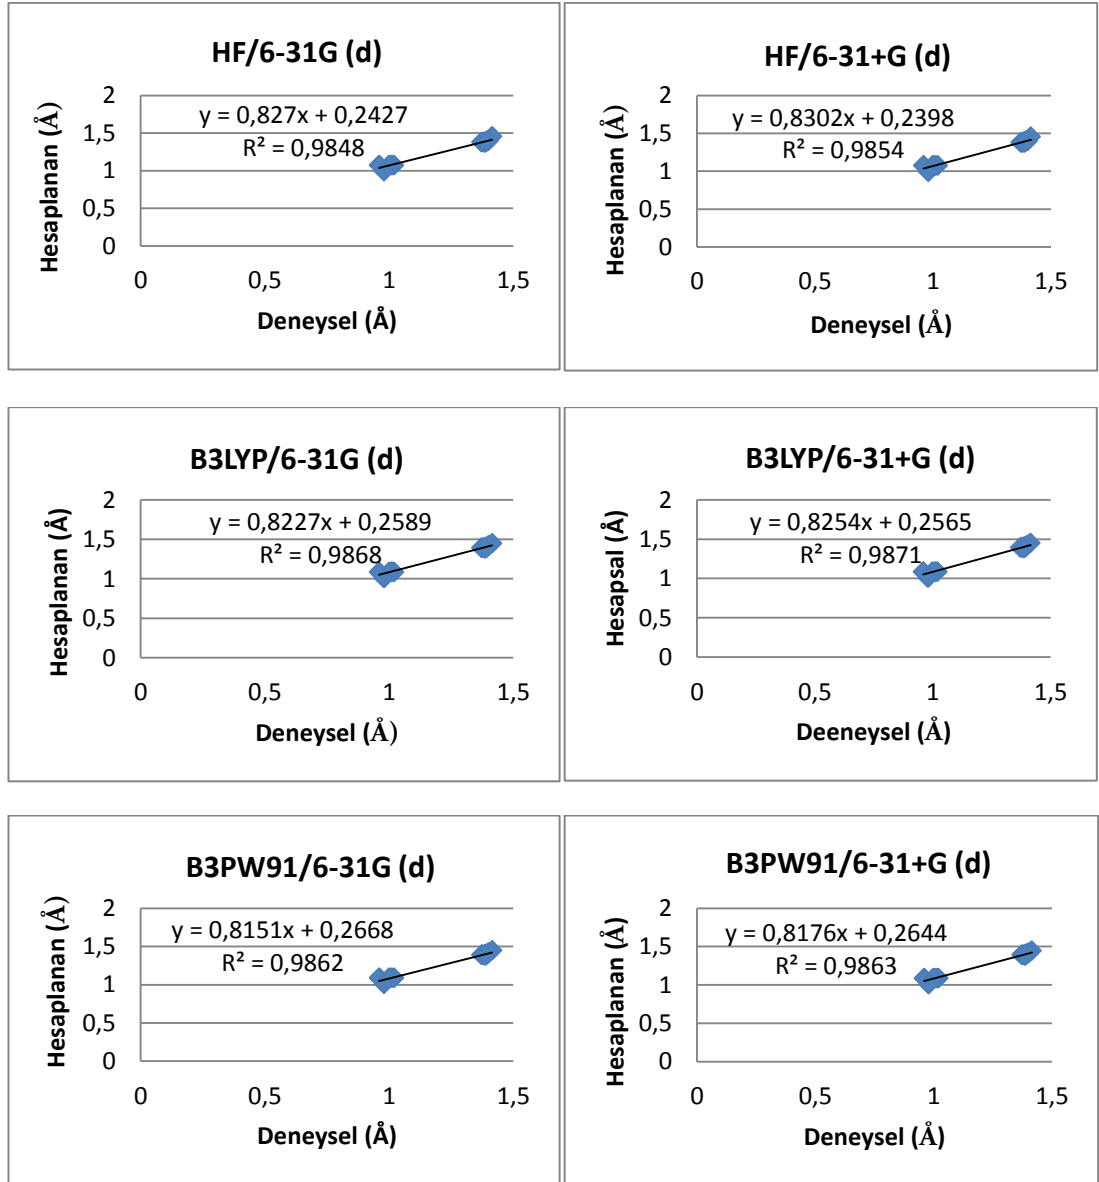 HF/6-31G (d)
Hesaplanan (Å)
2
1,5
1
0,5
0
y = 0,827x + 0,2427
R² = 0,9848
0
0,5
1
1,5
Deneysel (Å)
HF/6-31+G (d)
Hesaplanan (Å)
2
1,5
1
0,5
0
y = 0,8302x + 0,2398
R² = 0,9854
0
0,5
1
1,5
Deneysel (Å)
B3LYP/6-31G (d)
Hesaplanan (Å)
2
1,5
1
0,5
0
y = 0,8227x + 0,2589
R² = 0,9868
0
0,5
1
1,5
Deneysel (Å)
B3LYP/6-31+G (d)
Hesapsal (Å)
2
1,5
1
0,5
0
y = 0,8254x + 0,2565
R² = 0,9871
0
0,5
1
1,5
Deeneysel (Å)
B3PW91/6-31G (d)
Hesaplanan (Å)
2
1,5
1
0,5
0
y = 0,8151x + 0,2668
R² = 0,9862
0
0,5
1
1,5
Deneysel (Å)
B3PW91/6-31+G (d)
Hesaplanan (Å)
2
1,5
1
0,5
0
y = 0,8176x + 0,2644
R² = 0,9863
0
0,5
1
1,5
Deneysel (Å)